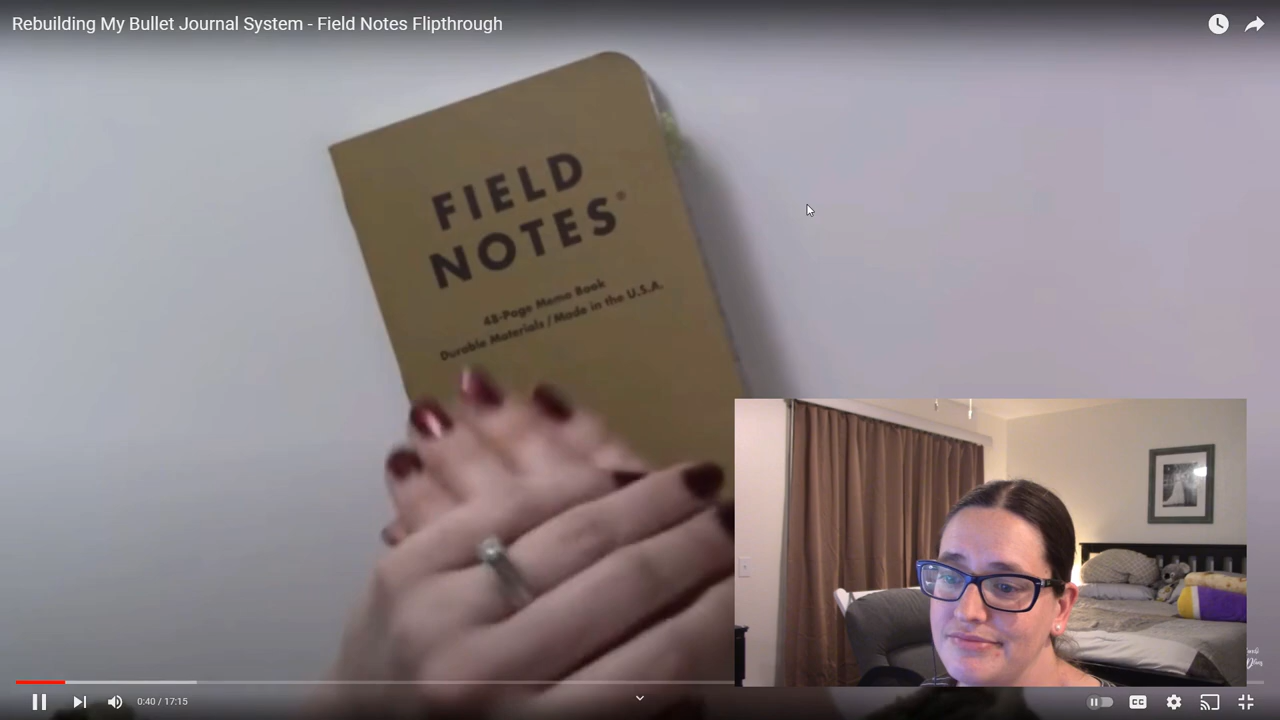 Rebuilding My Bullet Journal System - Field Notes Flipthrough
FIELD
NOTES®
48-Page Memo Book
Durable Materials / Made in the U.S.A.
0:40 / 17:15
CC